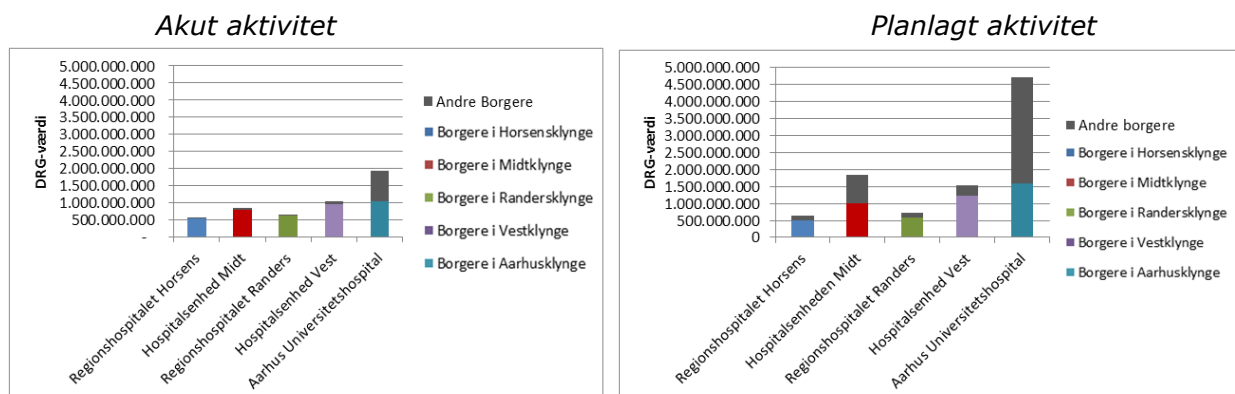 Akut aktivitet
DRG-værdi
5.000.000.000
4.500.000.000
4.000.000.000
3.500.000.000
3.000.000.000
2.500.000.000
2.000.000.000
1.500.000.000
1.000.000.000
500.000.000
-
Regionshospitalet Horsens
Hospitalsenhed Midt
Regionshospitalet Randers
Hospitalsenhed Vest
Aarhus Universitetshospital
Andre Borgere
Borgere i Horsensklynge
Borgere i Midtklynge
Borgere i Randersklynge
Borgere i Vestklynge
Borgere i Aarhusklynge
Planlagt aktivitet
DRG-værdi
5.000.000.000
4.500.000.000
4.000.000.000
3.500.000.000
3.000.000.000
2.500.000.000
2.000.000.000
1.500.000.000
1.000.000.000
500.000.000
0
Regionshospitalet Horsens
Hospitalsenheden Midt
Regionshospitalet Randers
Hospitalsenhed Vest
Aarhus Universitetshospital
Andre borgere
Borgere i Horsensklynge
Borgere i Midtklynge
Borgere i Randersklynge
Borgere i Vestklynge
Borgere i Aarhusklynge